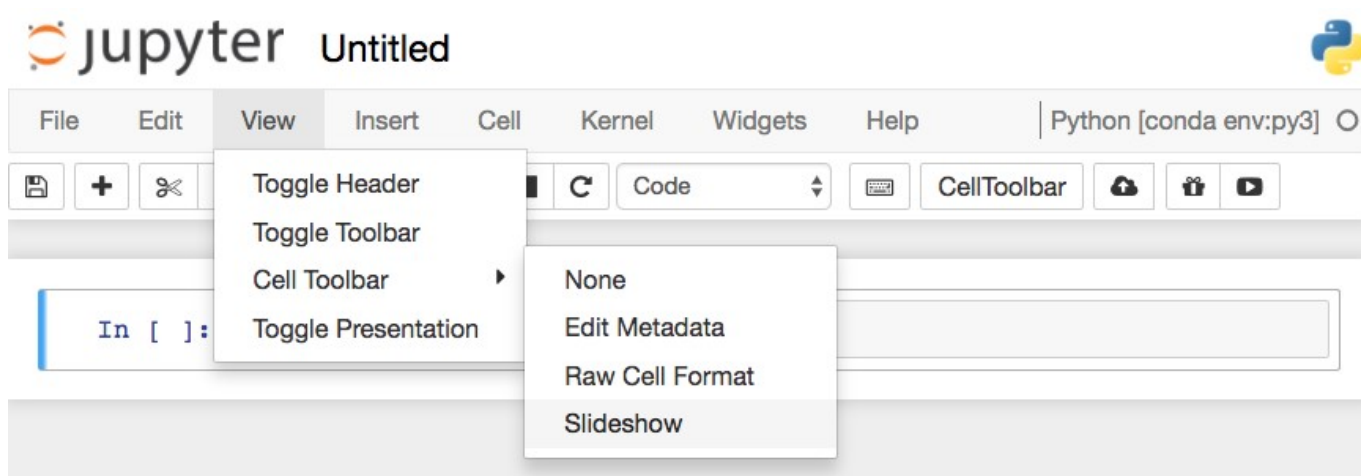 jupyter Untitled
File Edit View Insert Cell Kernel Widgets Help Python [conda env:py3]
Code CellToolbar
Toggle Header
Toggle Toolbar
Cell Toolbar
Toggle Presentation
None
Edit Metadata
Raw Cell Format
Slideshow
In [ ]: